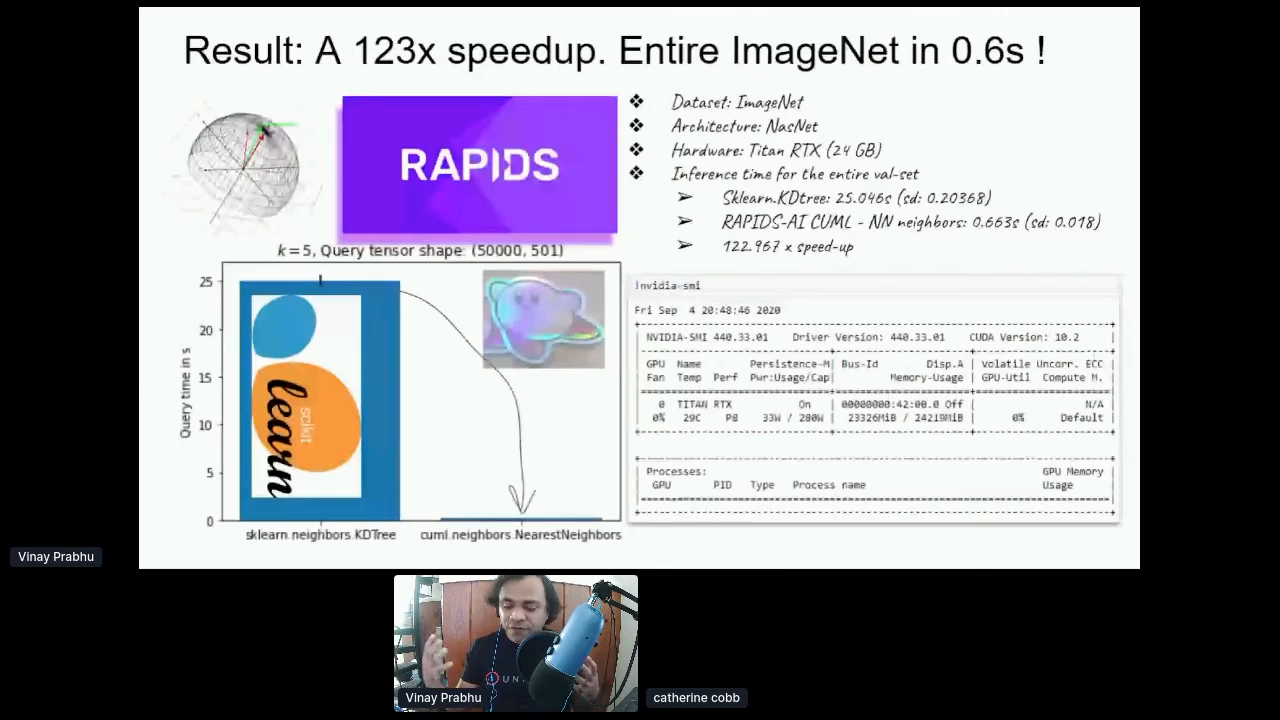 Result: A 123x speedup. Entire ImageNet in 0.6s !
RAPIDS
❖ Dataset: ImageNet
❖ Architecture: NasNet
❖ Hardware: Titan RTX (24 GB)
❖ Inference time for the entire val-set
➢ Sklearn.KDtree: 25.046s (sd: 0.20368)
➢ RAPIDS-AI CUML - NN neighbors: 0.663s (sd: 0.018)
➢ 122.967 x speed-up
k = 5, Query tensor shape: (50000, 501)
Query time in s
25
20
15
10
5
0
scikit
learn
sklearn.neighbors.KDTree
cuml.neighbors.NearestNeighbors
!nvidia-smi
Fri Sep 4 20:48:46 2020
NVIDIA-SMI 440.33.01 Driver Version: 440.33.01 CUDA Version: 10.2
GPU Name Persistence-M| Bus-Id Disp.A | Volatile Uncorr. ECC
Fan Temp Perf Pwr:Usage/Cap| Memory-Usage | GPU-Util Compute M.
0 TITAN RTX On | 00000000:42:00.0 Off | N/A
0% 29C P8 33W / 280W | 23326MiB / 24219MiB | 0% Default
Processes: GPU Memory
GPU PID Type Process name Usage
Vinay Prabhu
UN
Vinay Prabhu
catherine cobb